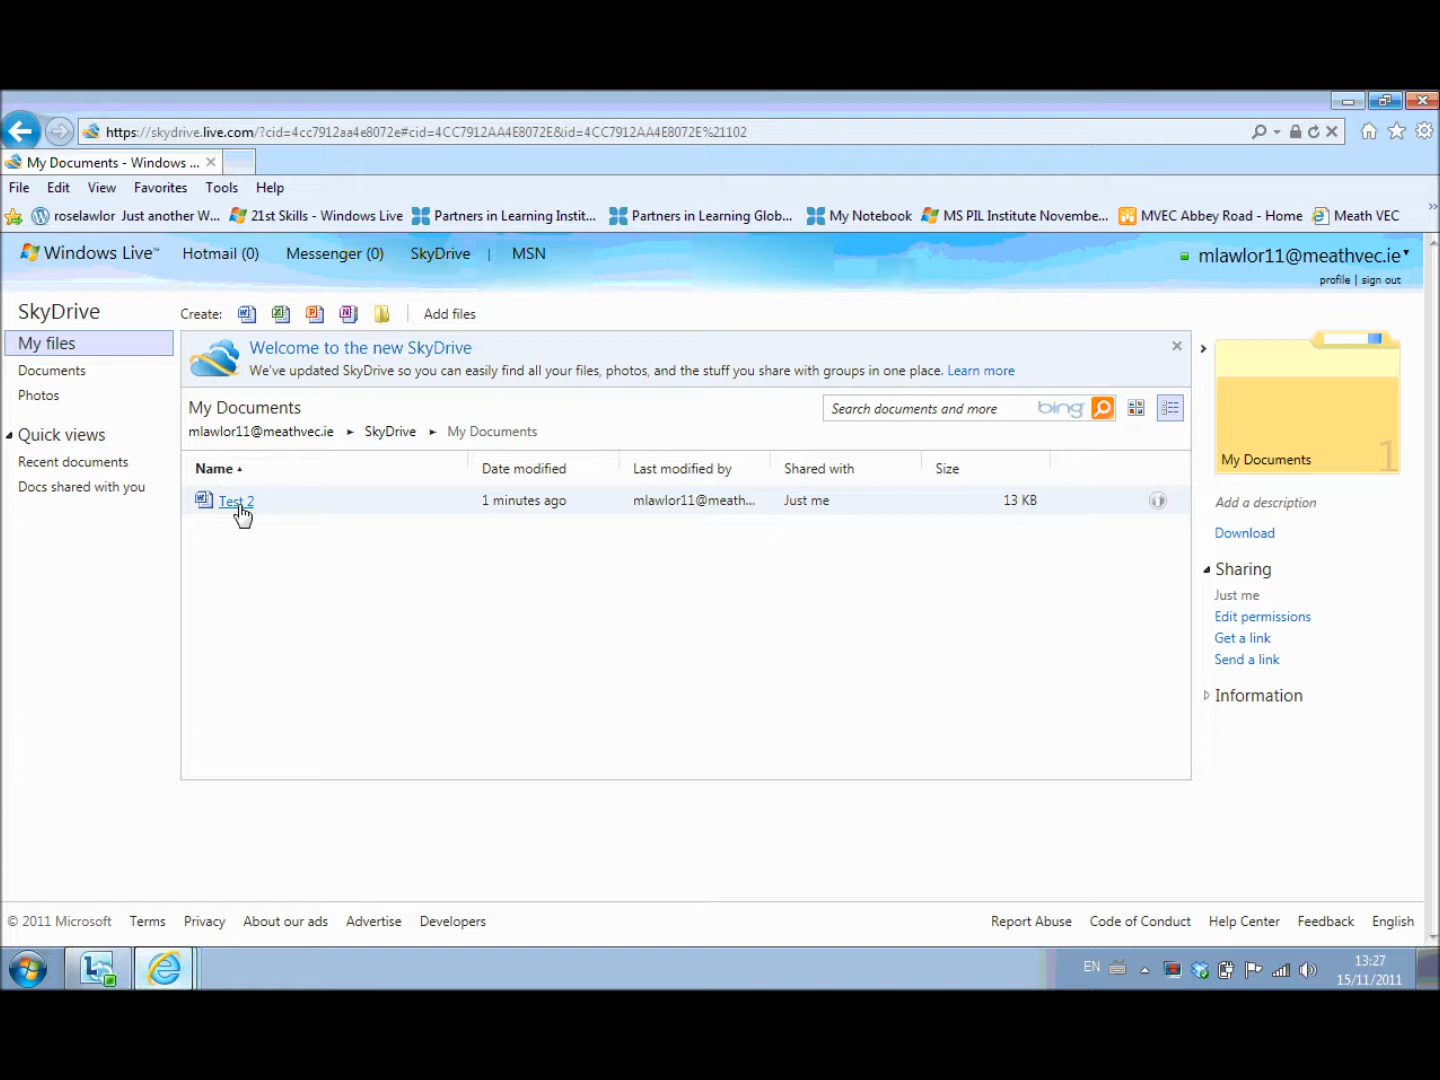 https://skydrive.live.com/?cid=4cc7912aa4e8072e#cid=4CC7912AA4E8072E&id=4CC7912AA4E8072E%21102
My Documents - Windows ...
File Edit View Favorites Tools Help
roselawlor Just another W... 21st Skills - Windows Live Partners in Learning Instit... Partners in Learning Glob... My Notebook MS PIL Institute Novembe... MVEC Abbey Road - Home Meath VEC
Windows Live™ Hotmail (0) Messenger (0) SkyDrive | MSN mlawlor11@meathvec.ie
profile | sign out
SkyDrive
Create: Add files
My files
Documents
Photos
Quick views
Recent documents
Docs shared with you
Welcome to the new SkyDrive
We've updated SkyDrive so you can easily find all your files, photos, and the stuff you share with groups in one place. Learn more
My Documents
Search documents and more bing
mlawlor11@meathvec.ie ► SkyDrive ► My Documents
Name Date modified Last modified by Shared with Size
Test 2 1 minutes ago mlawlor11@meath... Just me 13 KB
My Documents 1
Add a description
Download
Sharing
Just me
Edit permissions
Get a link
Send a link
Information
© 2011 Microsoft Terms Privacy About our ads Advertise Developers Report Abuse Code of Conduct Help Center Feedback English
EN 13:27
15/11/2011